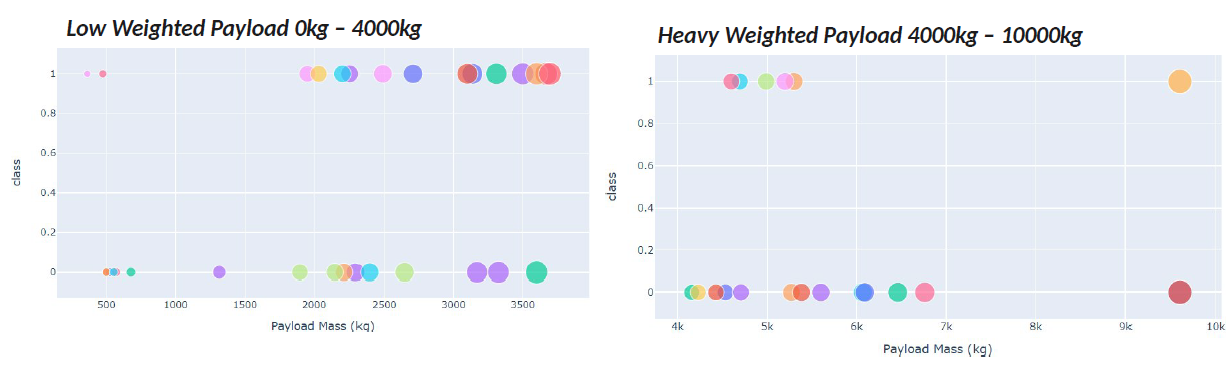 Low Weighted Payload 0kg – 4000kg
1
0.8
0.6
0.4
0.2
0
class
500
1000
1500
2000
2500
3000
3500
Payload Mass (kg)
Heavy Weighted Payload 4000kg – 10000kg
1
0.8
0.6
0.4
0.2
0
class
4k
5k
6k
7k
8k
9k
10k
Payload Mass (kg)